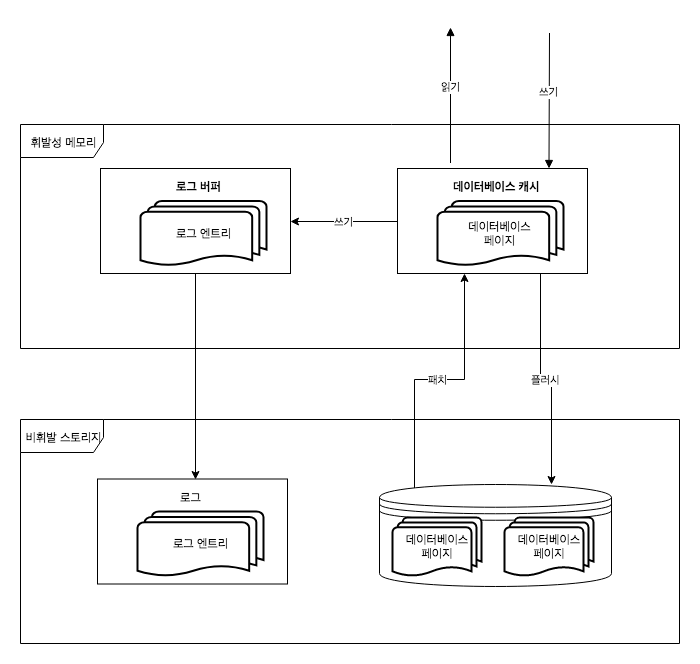 읽기
쓰기
휘발성 메모리
로그 버퍼
로그 엔트리
쓰기
데이터베이스 캐시
데이터베이스
페이지
패치
플러시
비휘발 스토리지
로그
로그 엔트리
데이터베이스
페이지
데이터베이스
페이지